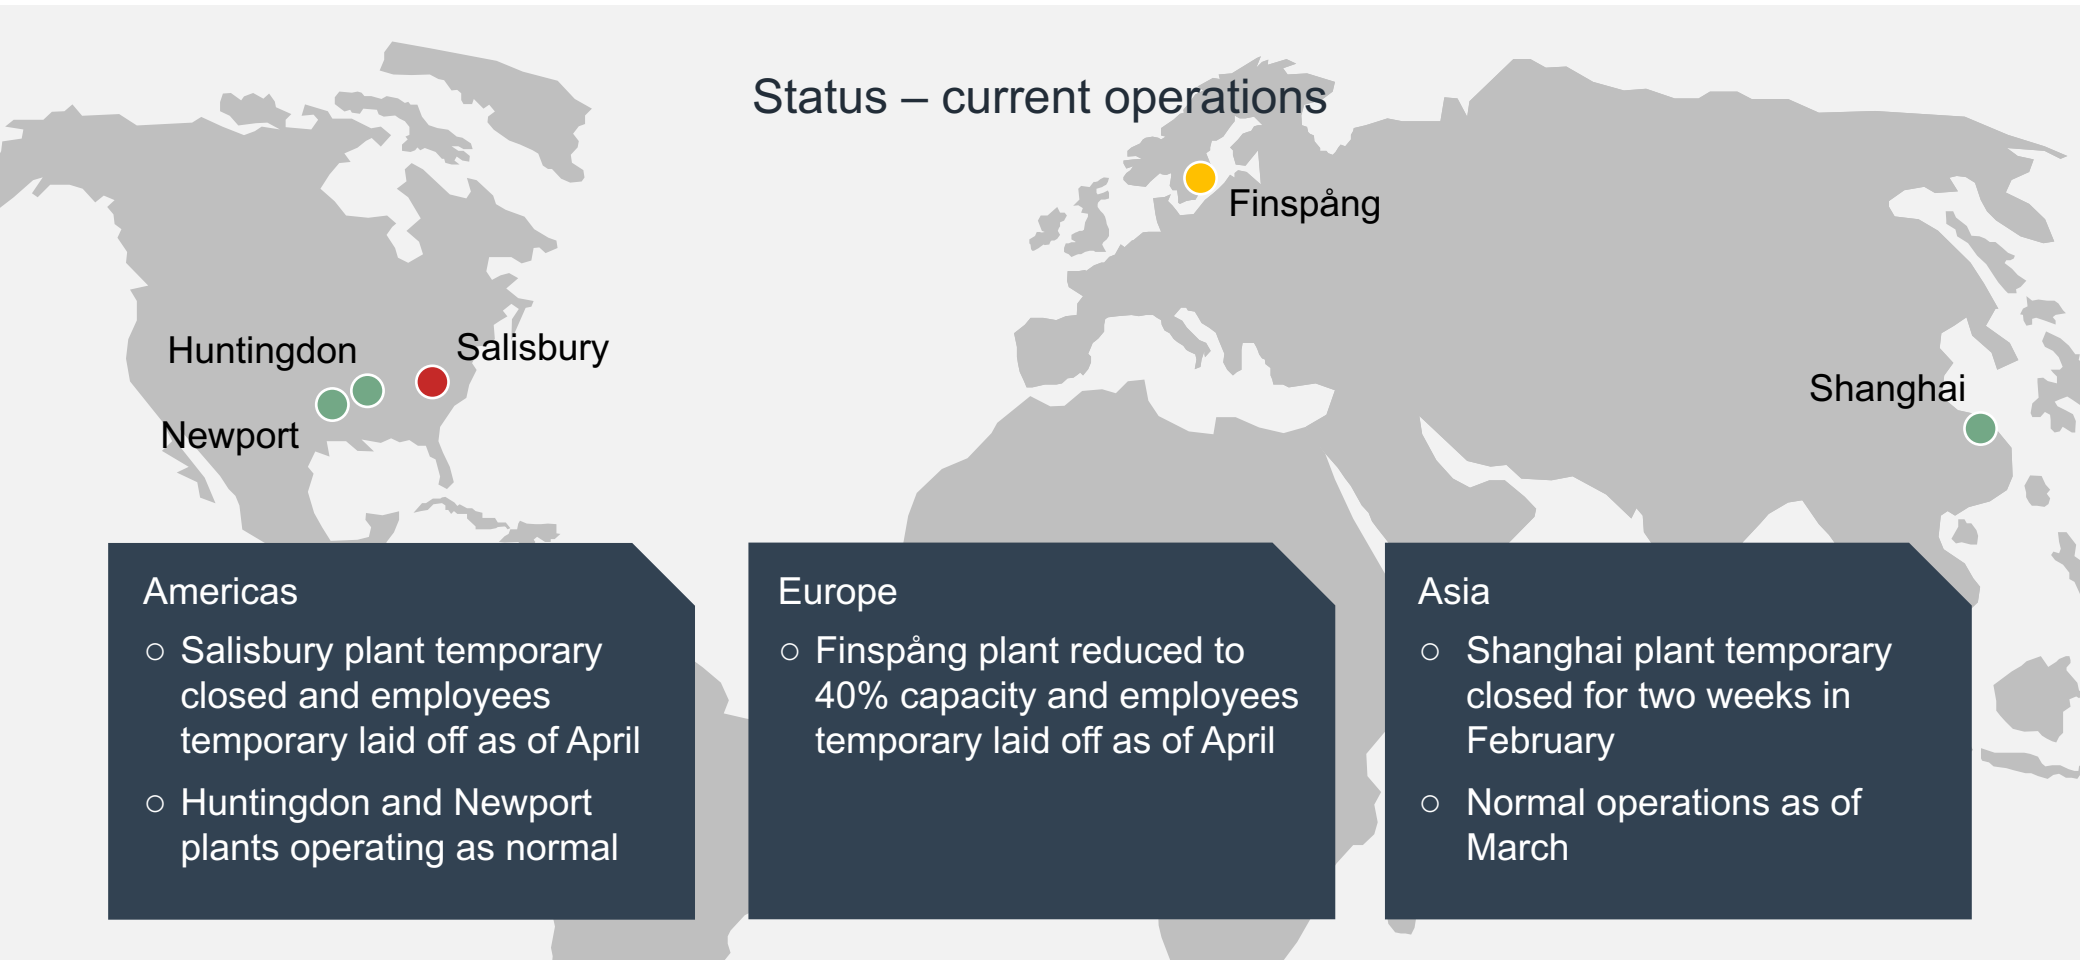 Status – current operations
Finspång
Huntingdon
Salisbury
Newport
Shanghai
Americas
○ Salisbury plant temporary
closed and employees
temporary laid off as of April
○ Huntingdon and Newport
plants operating as normal
Europe
○ Finspång plant reduced to
40% capacity and employees
temporary laid off as of April
Asia
○ Shanghai plant temporary
closed for two weeks in
February
○ Normal operations as of
March